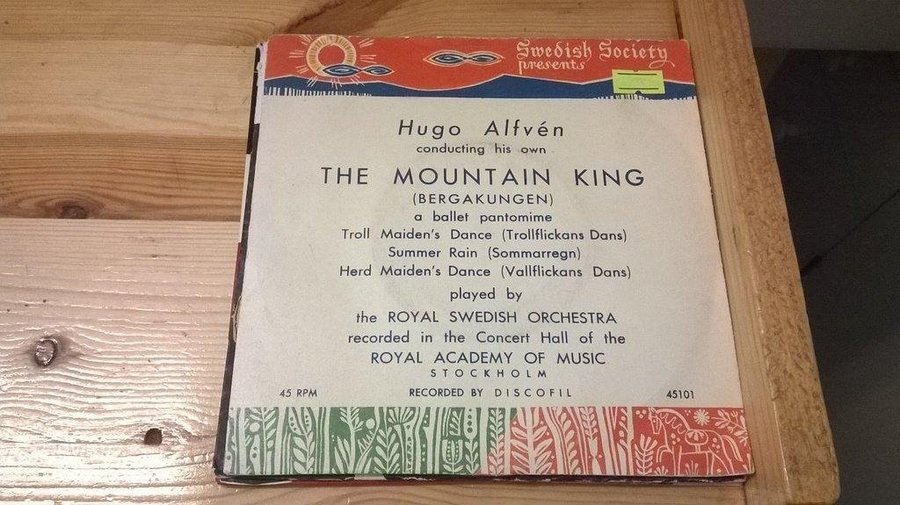 Swedish Society
presents
Hugo Alfvén
conducting his own
THE MOUNTAIN KING
(BERGAKUNGEN)
a ballet pantomime
Troll Maiden's Dance (Trollflickans Dans)
Summer Rain (Sommarregn)
Herd Maiden's Dance (Vallflickans Dans)
played by
the ROYAL SWEDISH ORCHESTRA
recorded in the Concert Hall of the
ROYAL ACADEMY OF MUSIC
STOCKHOLM
45 RPM RECORDED BY DISCOFIL 45101